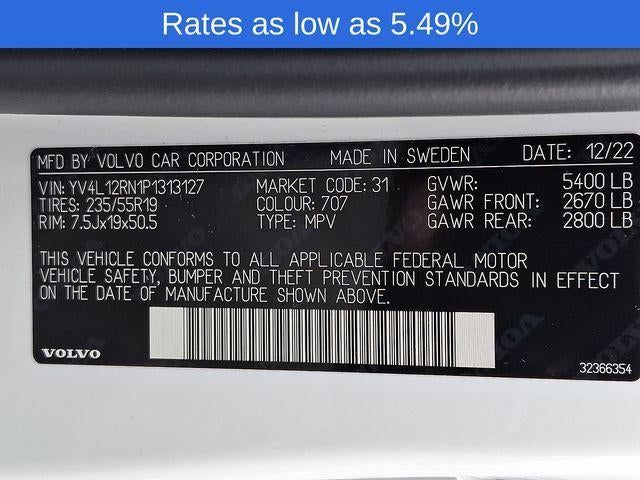 Rates as low as 5.49%
MFD BY VOLVO CAR CORPORATION MADE IN SWEDEN DATE: 12/22
VIN: YV4L12RN1P1313127 MARKET CODE: 31 GVWR: 5400 LB
TIRES: 235/55R19 COLOUR: 707 GAWR FRONT: 2670 LB
RIM: 7.5Jx19x50.5 TYPE: MPV GAWR REAR: 2800 LB
THIS VEHICLE CONFORMS TO ALL APPLICABLE FEDERAL MOTOR
VEHICLE SAFETY, BUMPER AND THEFT PREVENTION STANDARDS IN EFFECT
ON THE DATE OF MANUFACTURE SHOWN ABOVE.
VOLVO
32366354